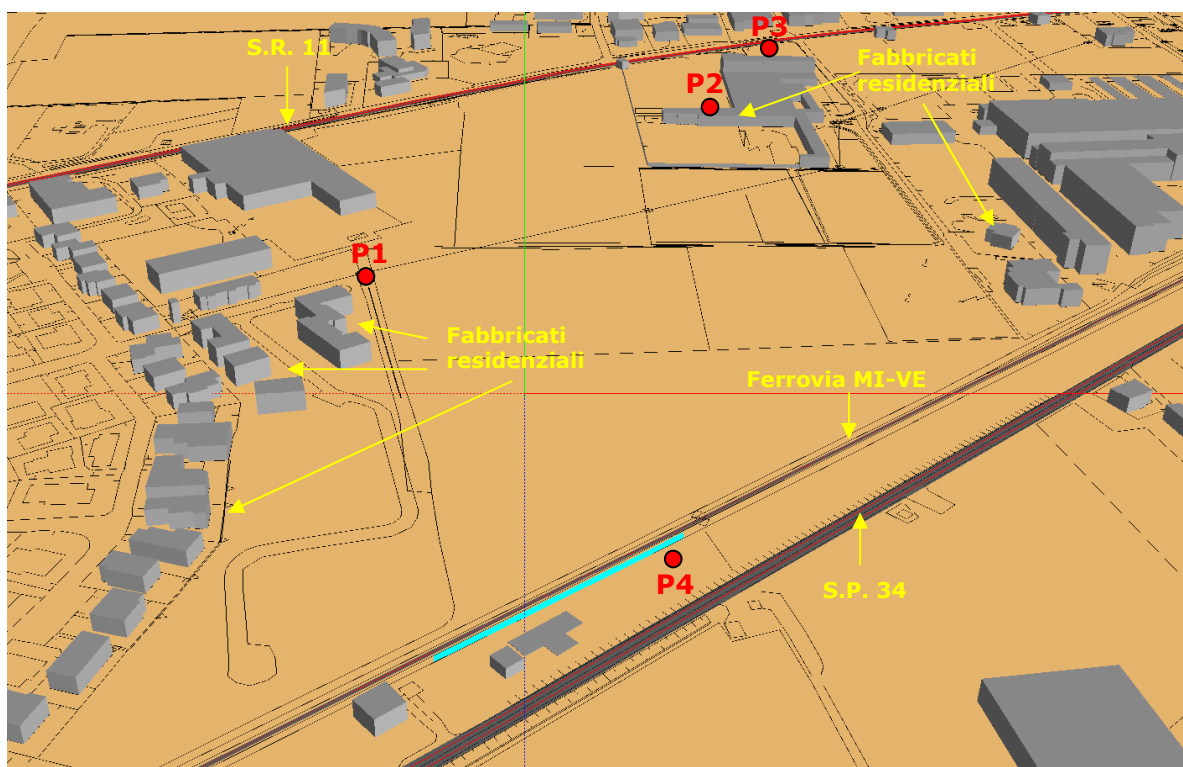 P3
S.R. 11
Fabbricati
residenziali
P2
P1
Fabbricati
residenziali
Ferrovia MI-VE
P4
S.P. 34